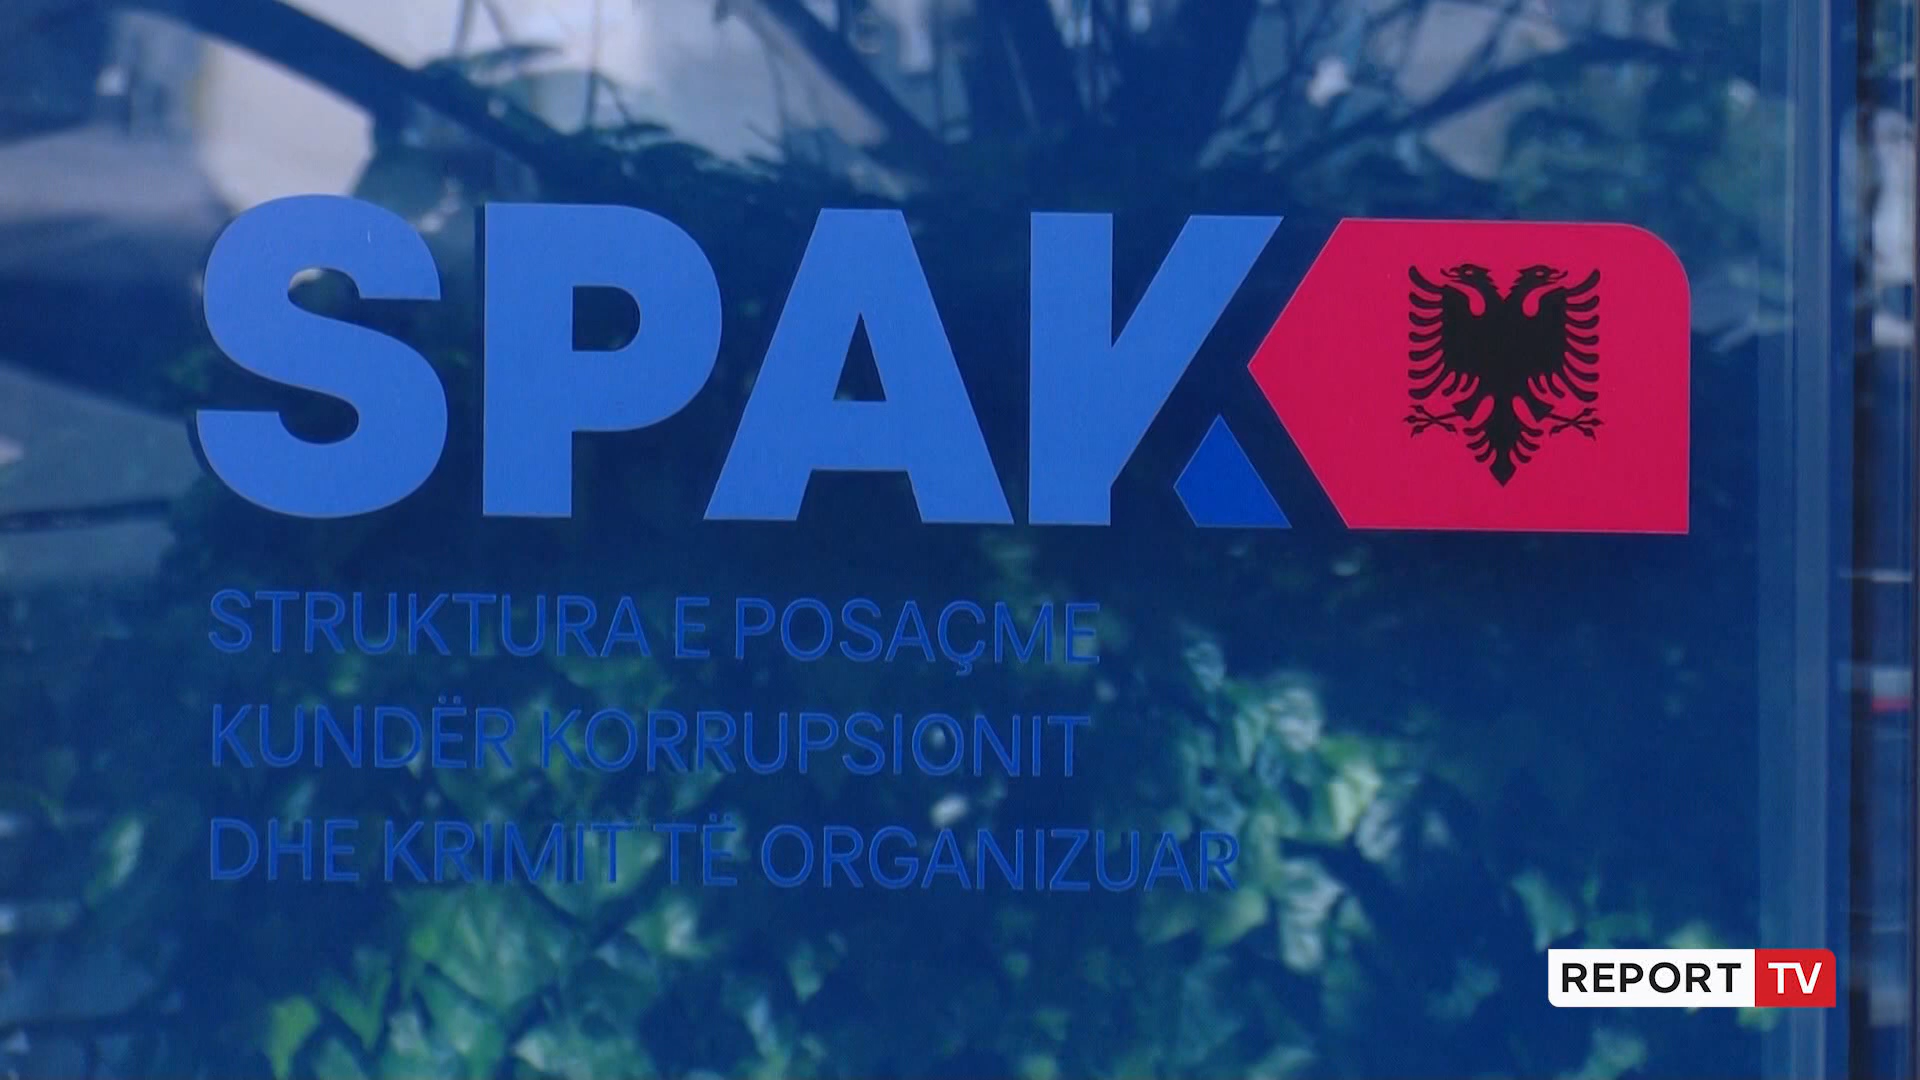 SPAK
STRUKTURA E POSAÇME
KUNDËR KORRUPSIONIT
DHE KRIMIT TË ORGANIZUAR
REPORT TV